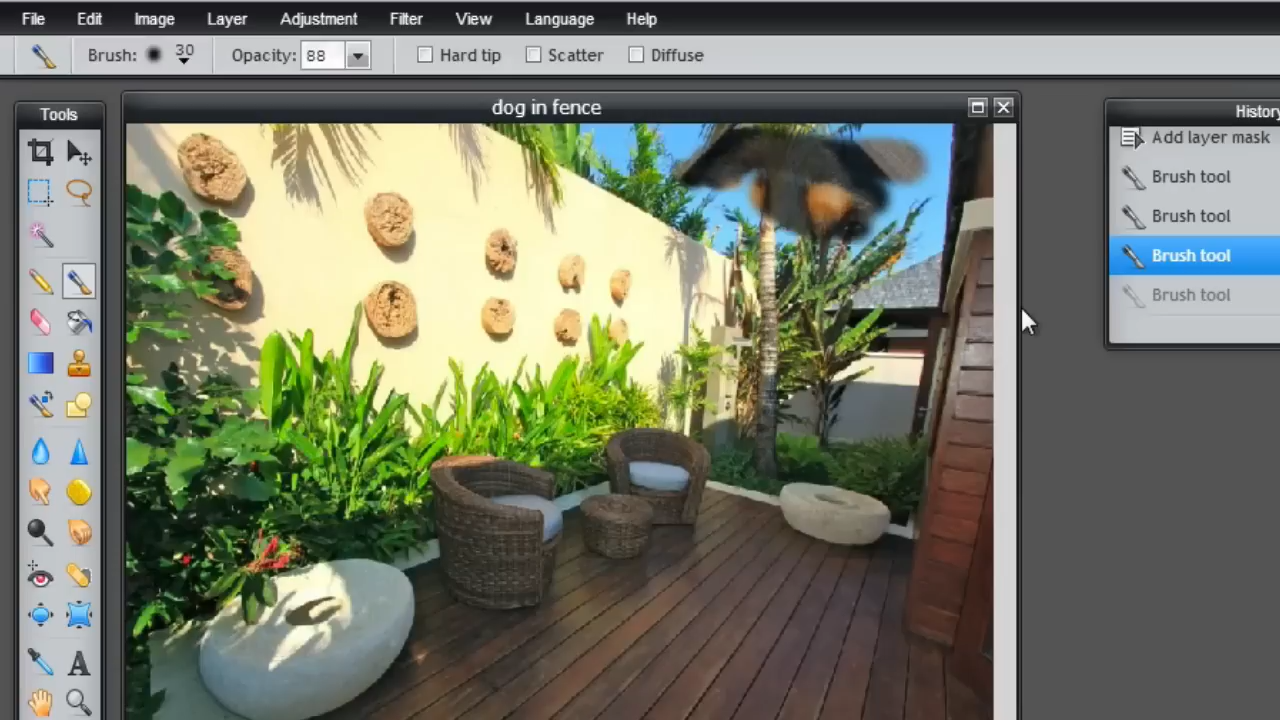 File Edit Image Layer Adjustment Filter View Language Help
Brush: 30 Opacity: 88 Hard tip Scatter Diffuse
Tools
dog in fence
History
Add layer mask
Brush tool
Brush tool
Brush tool
Brush tool
A